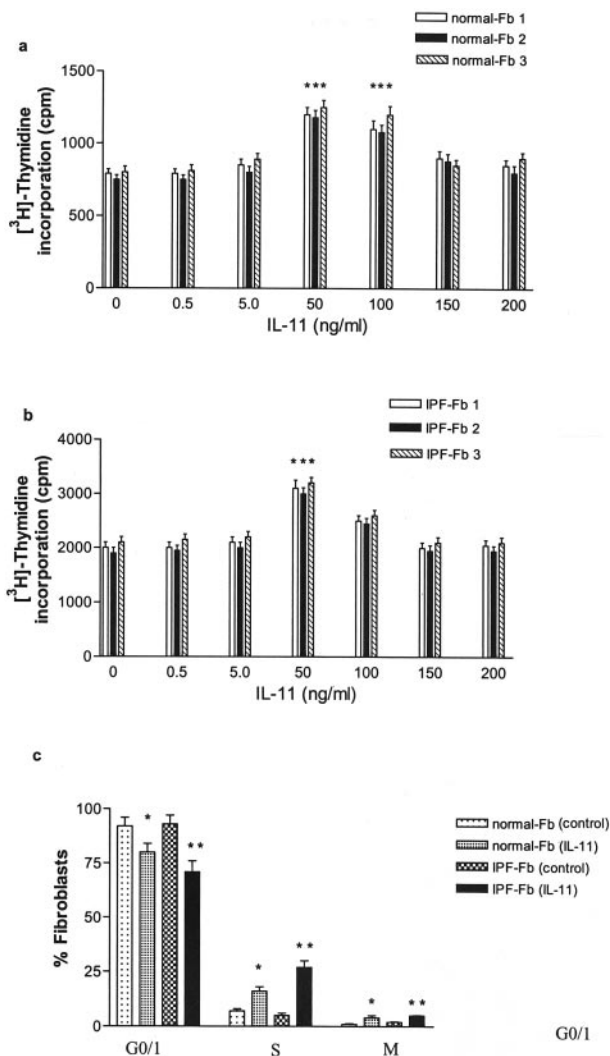 a
normal-Fb 1
normal-Fb 2
normal-Fb 3
[³H]-Thymidine
incorporation (cpm)
1500
1000
500
0
***
***
0 0.5 5.0 50 100 150 200
IL-11 (ng/ml)
b
IPF-Fb 1
IPF-Fb 2
IPF-Fb 3
[³H]-Thymidine
incorporation (cpm)
4000
3000
2000
1000
0
***
0 0.5 5.0 50 100 150 200
IL-11 (ng/ml)
c
normal-Fb (control)
normal-Fb (IL-11)
IPF-Fb (control)
IPF-Fb (IL-11)
% Fibroblasts
100
75
50
25
0
*
**
*
**
*
**
G0/1 S M
G0/1